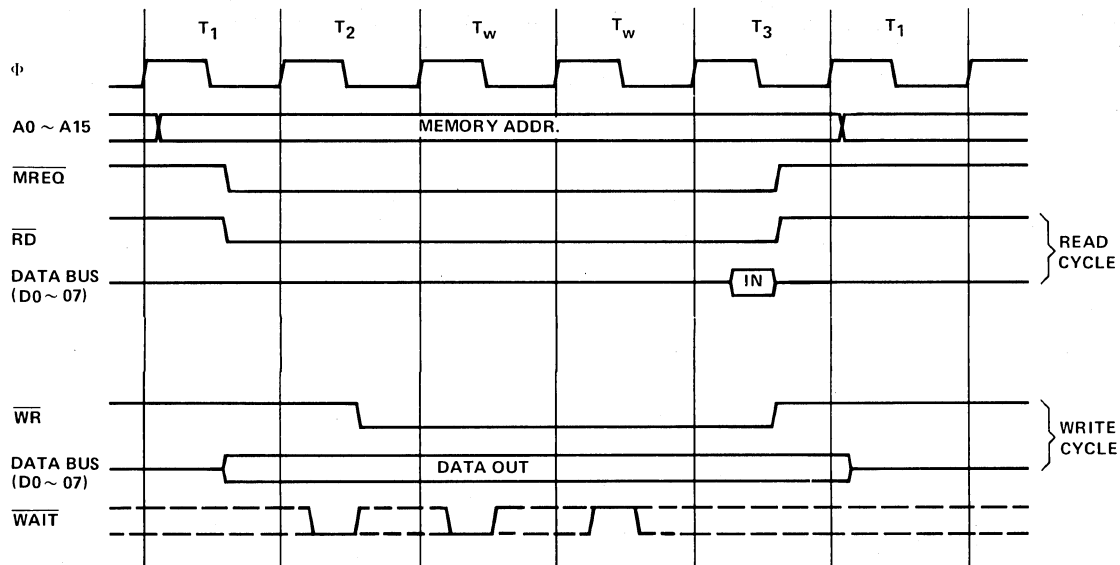 T1 T2 Tw Tw T3 T1
Φ
A0 ~ A15 MEMORY ADDR.
MREQ
RD
READ
CYCLE
DATA BUS
(D0 ~ 07)
IN
WR
WRITE
CYCLE
DATA BUS
(D0 ~ 07)
DATA OUT
WAIT